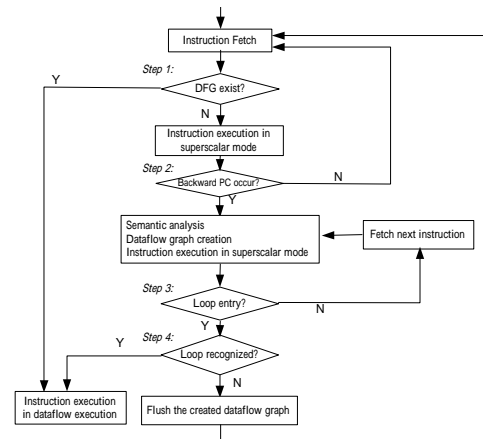 Instruction Fetch
Step 1:
Y
DFG exist?
N
Instruction execution in
superscalar mode
Step 2:
Backward PC occur?
N
Y
Semantic analysis
Dataflow graph creation
Instruction execution in superscalar mode
Fetch next instruction
Step 3:
Loop entry?
N
Y
Step 4:
Y
Loop recognized?
N
Instruction execution
in dataflow execution
Flush the created dataflow graph